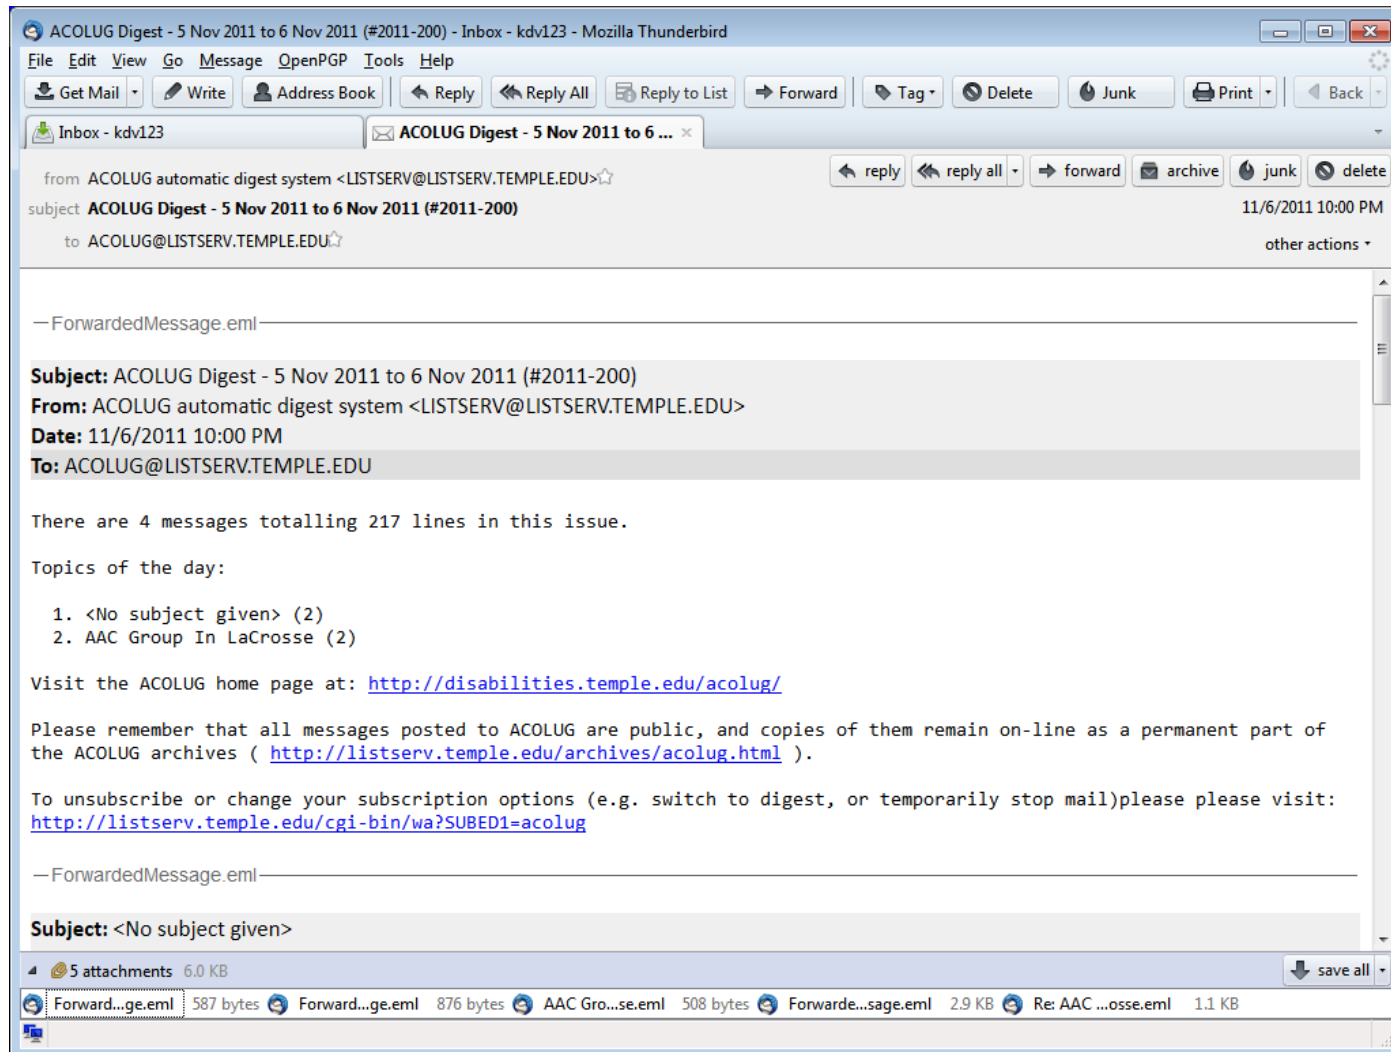 ACOLUG Digest - 5 Nov 2011 to 6 Nov 2011 (#2011-200) - Inbox - kdv123 - Mozilla Thunderbird
File Edit View Go Message OpenPGP Tools Help
Get Mail Write Address Book Reply Reply All Reply to List Forward Tag Delete Junk Print Back
Inbox - kdv123 ACOLUG Digest - 5 Nov 2011 to 6 ...
from ACOLUG automatic digest system <LISTSERV@LISTSERV.TEMPLE.EDU> reply reply all forward archive junk delete
subject ACOLUG Digest - 5 Nov 2011 to 6 Nov 2011 (#2011-200) 11/6/2011 10:00 PM
to ACOLUG@LISTSERV.TEMPLE.EDU other actions
ForwardedMessage.eml
Subject: ACOLUG Digest - 5 Nov 2011 to 6 Nov 2011 (#2011-200)
From: ACOLUG automatic digest system <LISTSERV@LISTSERV.TEMPLE.EDU>
Date: 11/6/2011 10:00 PM
To: ACOLUG@LISTSERV.TEMPLE.EDU
There are 4 messages totalling 217 lines in this issue.
Topics of the day:
1. <No subject given> (2)
2. AAC Group In LaCrosse (2)
Visit the ACOLUG home page at: http://disabilities.temple.edu/acolug/
Please remember that all messages posted to ACOLUG are public, and copies of them remain on-line as a permanent part of
the ACOLUG archives ( http://listserv.temple.edu/archives/acolug.html ).
To unsubscribe or change your subscription options (e.g. switch to digest, or temporarily stop mail)please please visit:
http://listserv.temple.edu/cgi-bin/wa?SUBED1=acolug
ForwardedMessage.eml
Subject: <No subject given>
5 attachments 6.0 KB save all
Forward...ge.eml 587 bytes Forward...ge.eml 876 bytes AAC Gro...se.eml 508 bytes Forwarde...sage.eml 2.9 KB Re: AAC ...osse.eml 1.1 KB